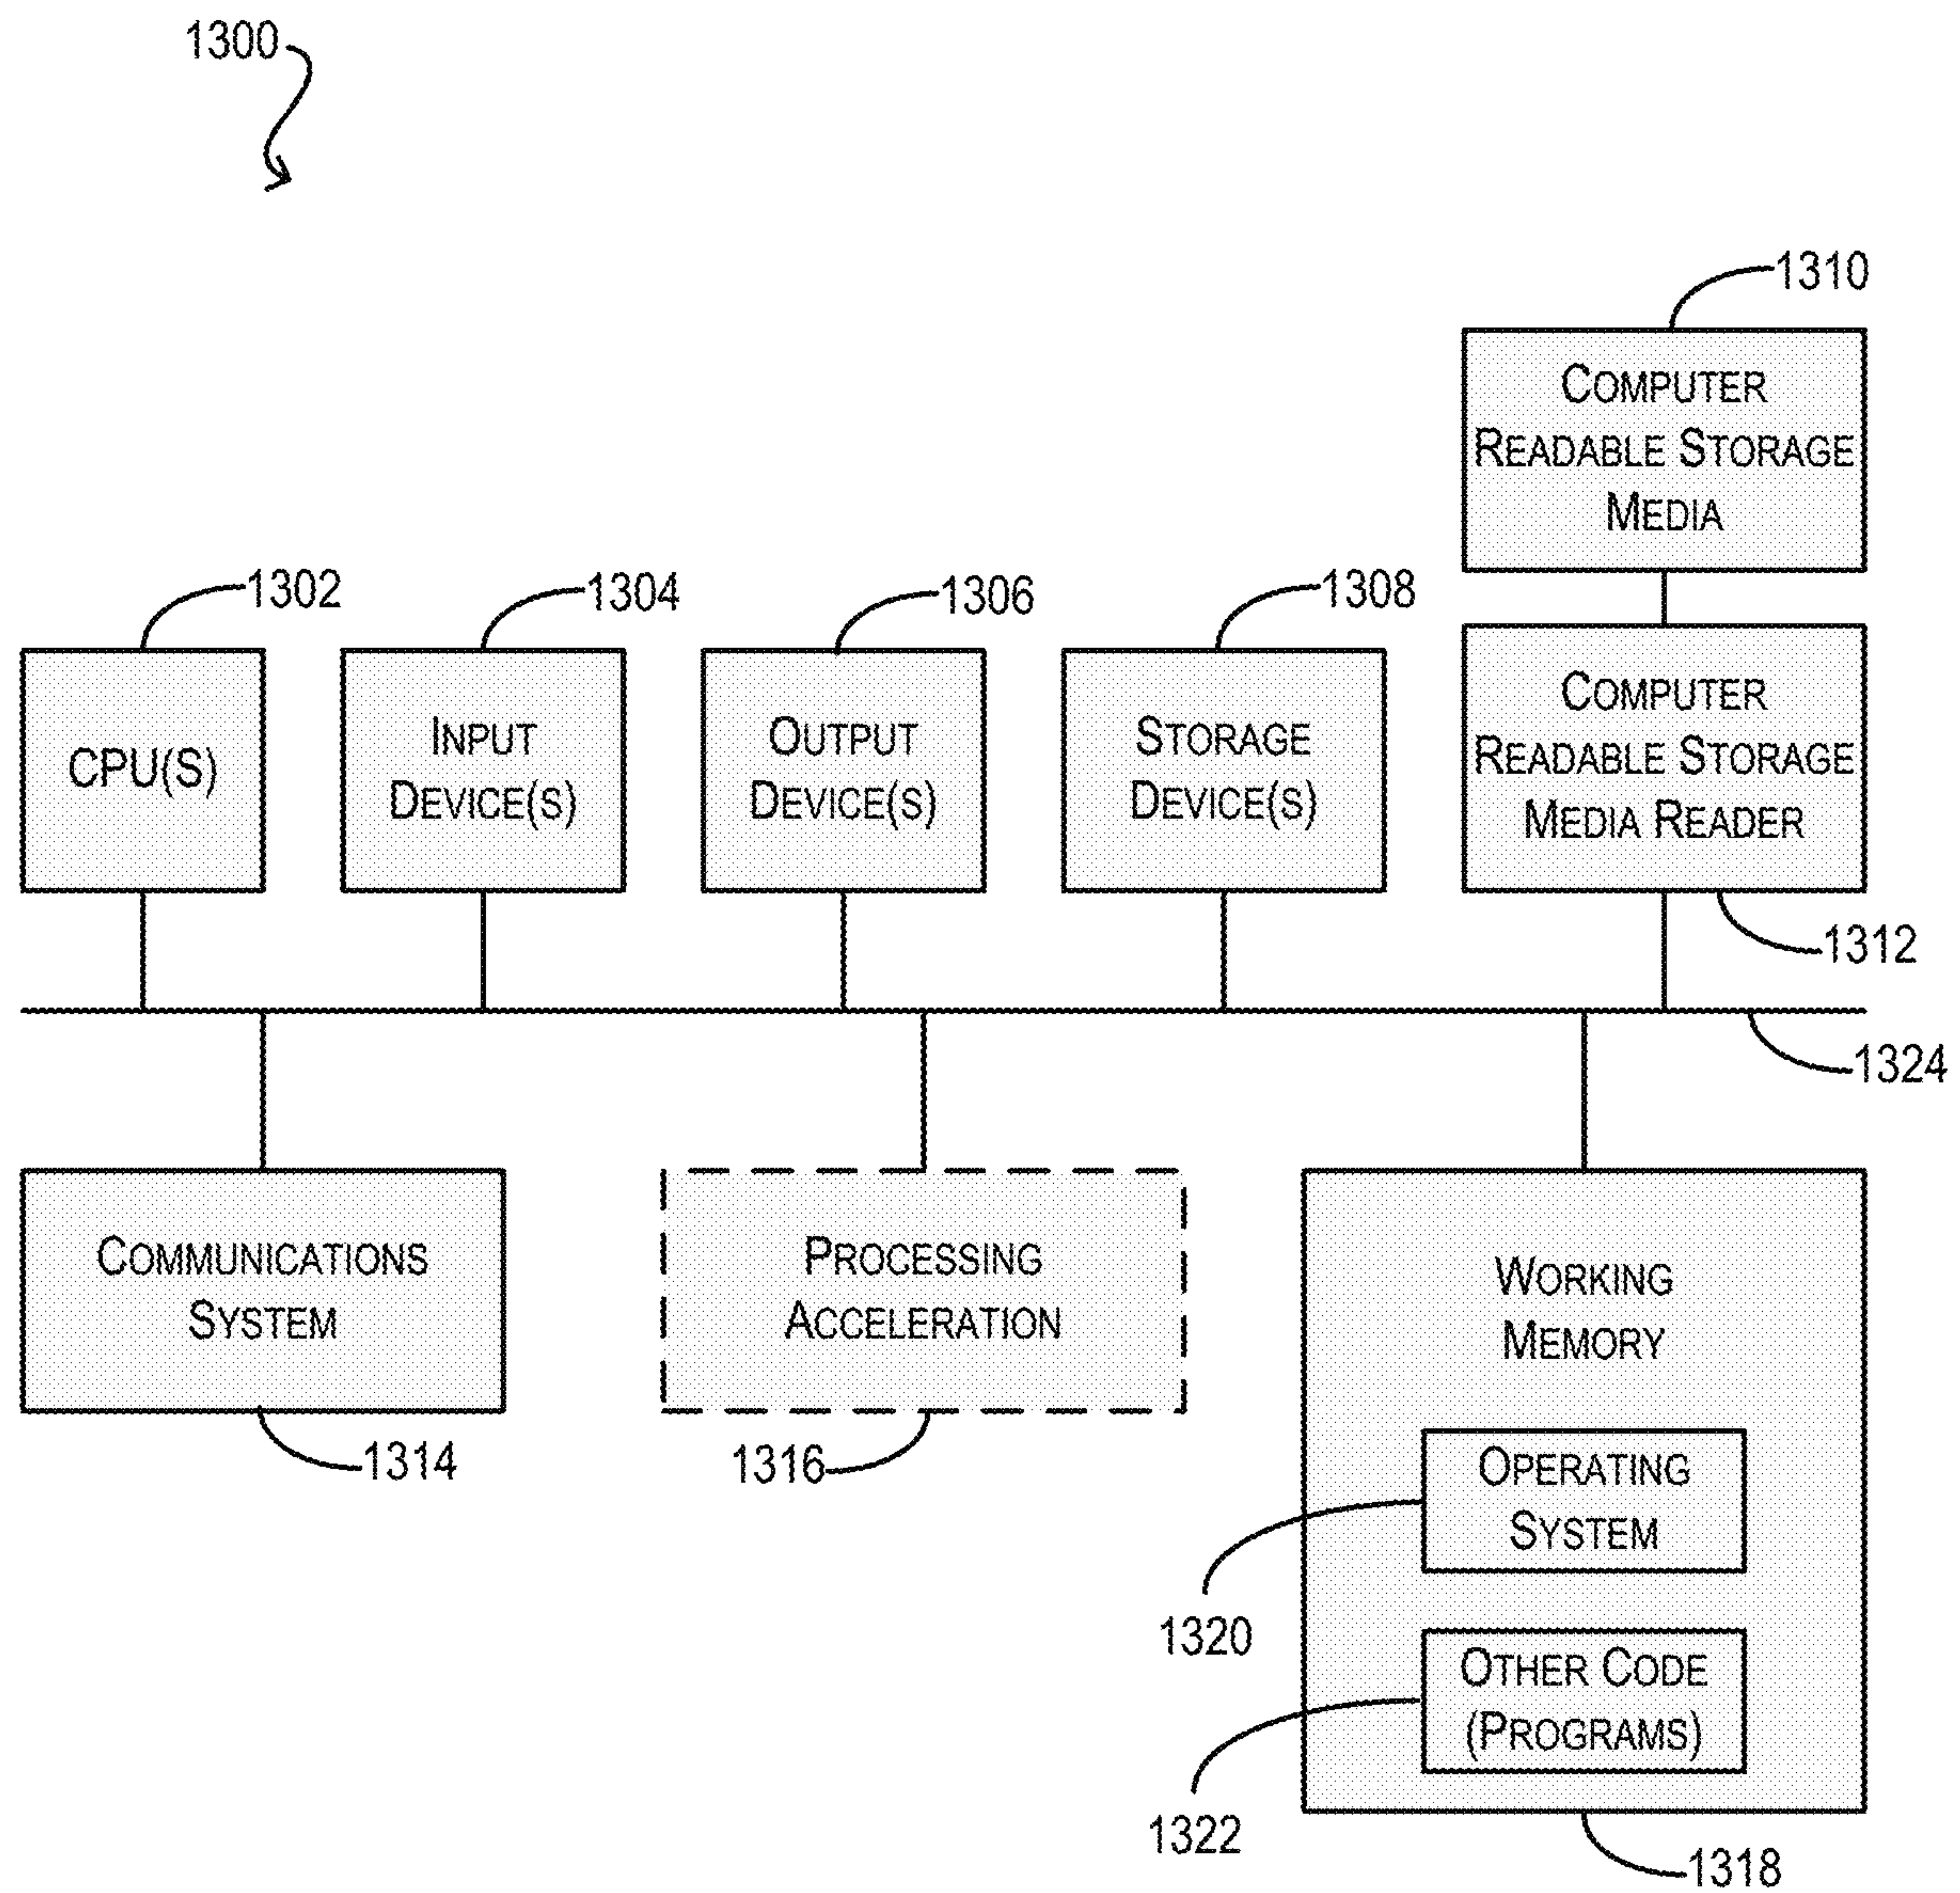 1300
1310
COMPUTER
READABLE STORAGE
MEDIA
1302
1304
1306
1308
CPU(S)
INPUT
DEVICE(S)
OUTPUT
DEVICE(S)
STORAGE
DEVICE(S)
COMPUTER
READABLE STORAGE
MEDIA READER
1312
1324
COMMUNICATIONS
SYSTEM
1314
PROCESSING
ACCELERATION
1316
WORKING
MEMORY
OPERATING
SYSTEM
1320
OTHER CODE
(PROGRAMS)
1322
1318